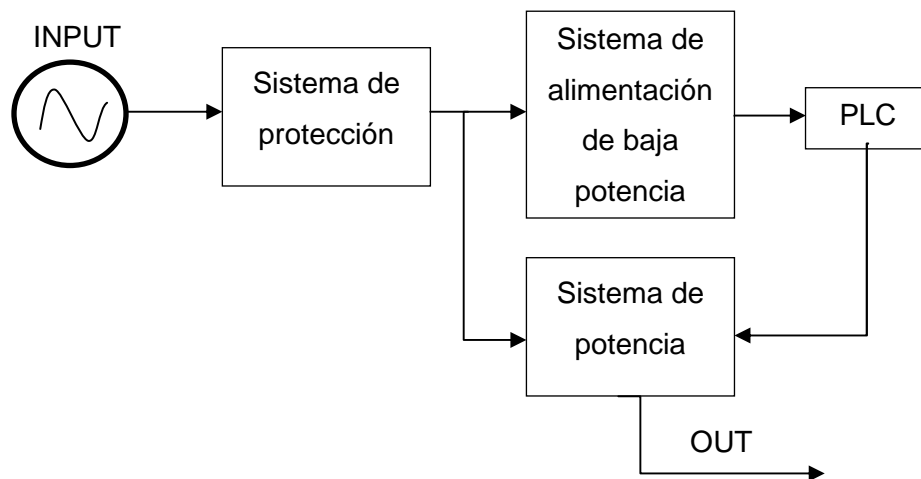 INPUT
Sistema de
protección
Sistema de
alimentación
de baja
potencia
PLC
Sistema de
potencia
OUT